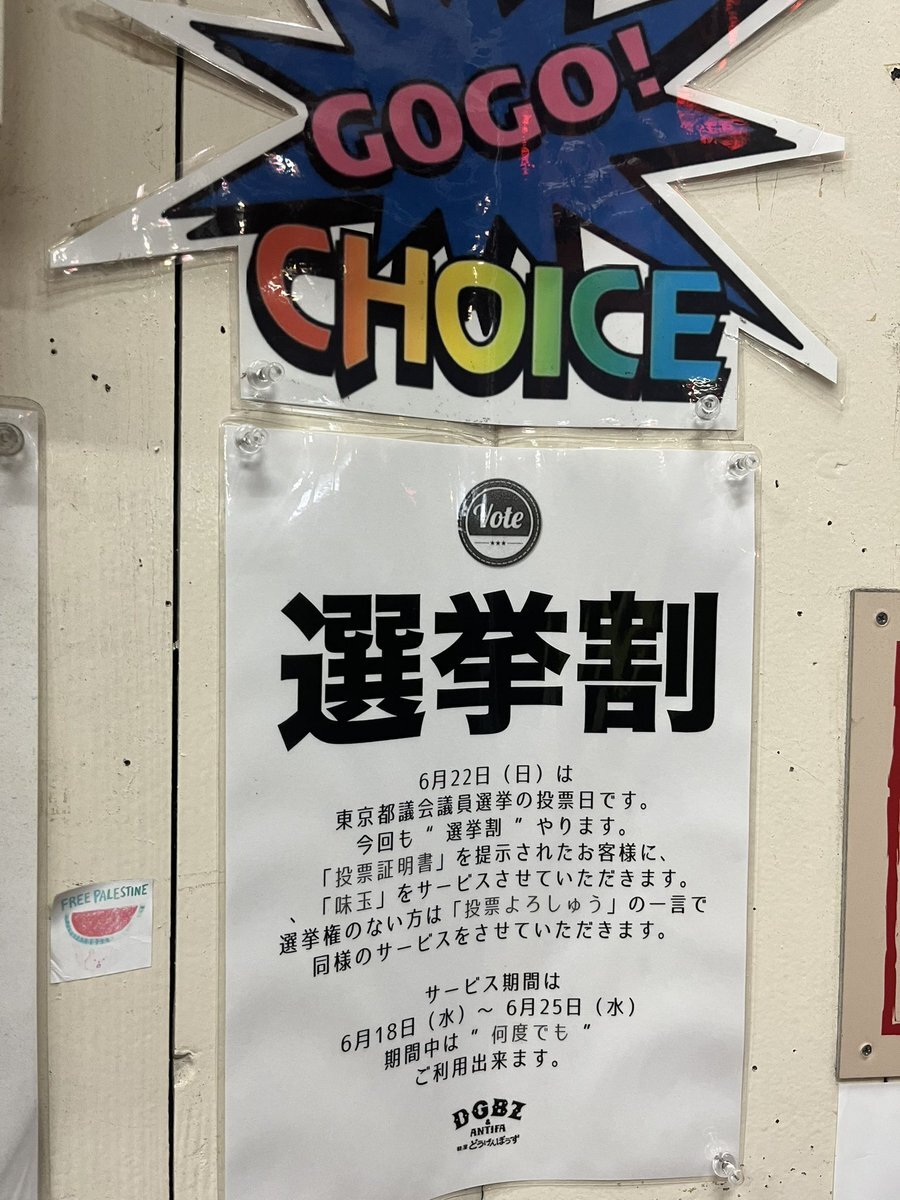 GOGO!
CHOICE
Vote
選挙割
6月22日（日）は
東京都議会議員選挙の投票日です。
今回も“選挙割”やります。
「投票証明書」を提示されたお客様に、
、「味玉」をサービスさせていただきます。
選挙権のない方は「投票よろしゅう」の一言で
同様のサービスをさせていただきます。
サービス期間は
6月18日（水）～ 6月25日（水）
期間中は“何度でも”
ご利用出来ます。
DGBZ
&
ANTIFA
どうげんぼうず
FREE PALESTINE